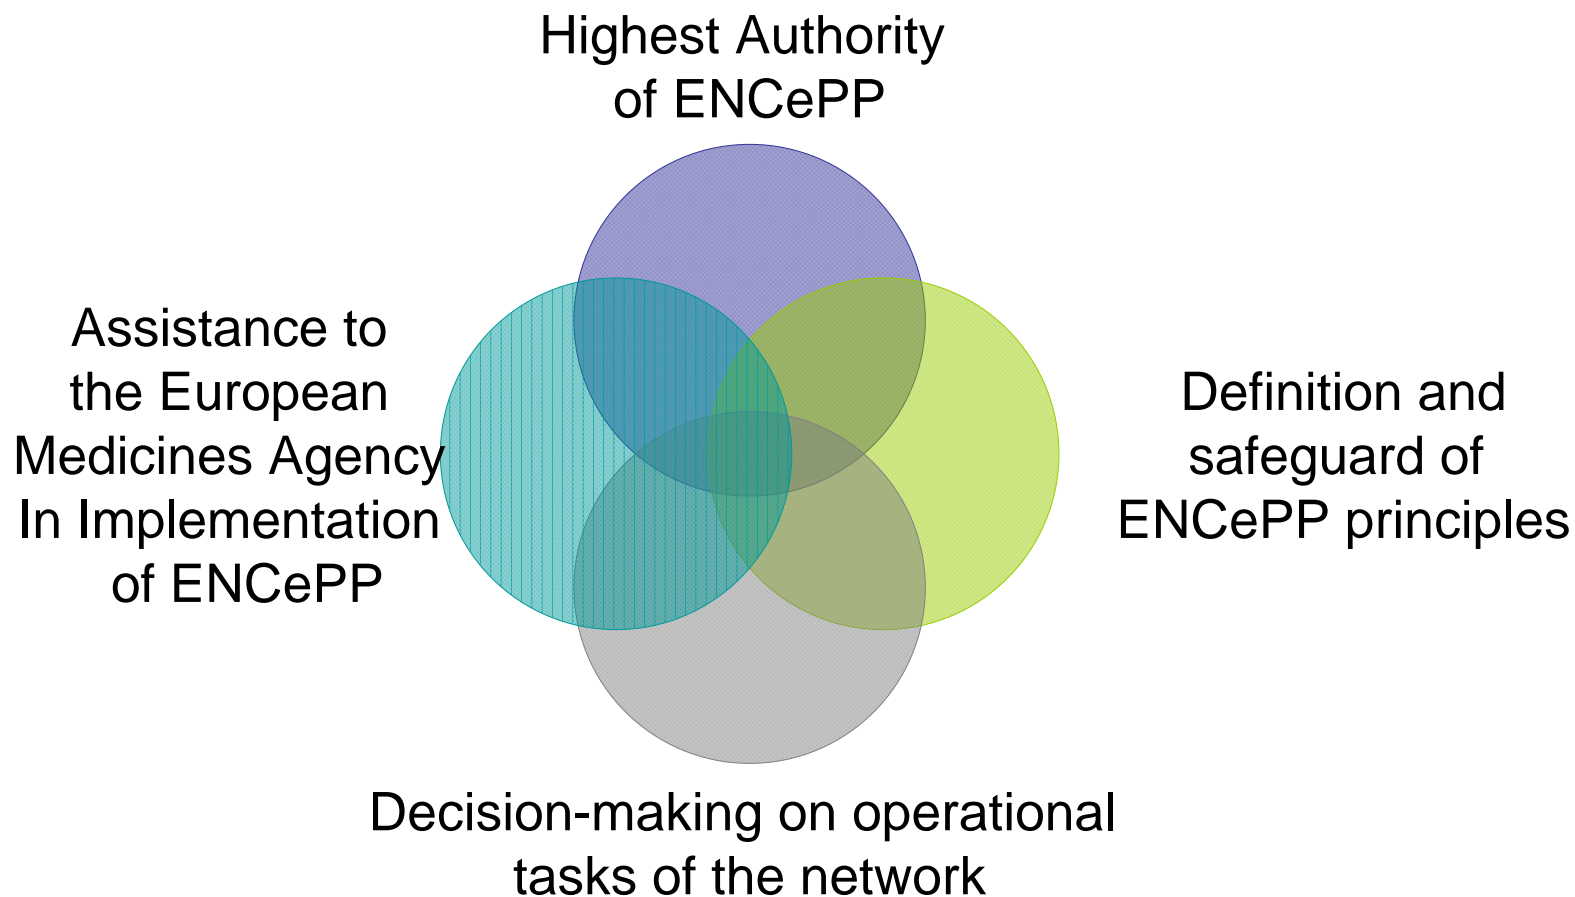 Highest Authority
of ENCePP
Assistance to
the European
Medicines Agency
In Implementation
of ENCePP
Definition and
safeguard of
ENCePP principles
Decision-making on operational
tasks of the network